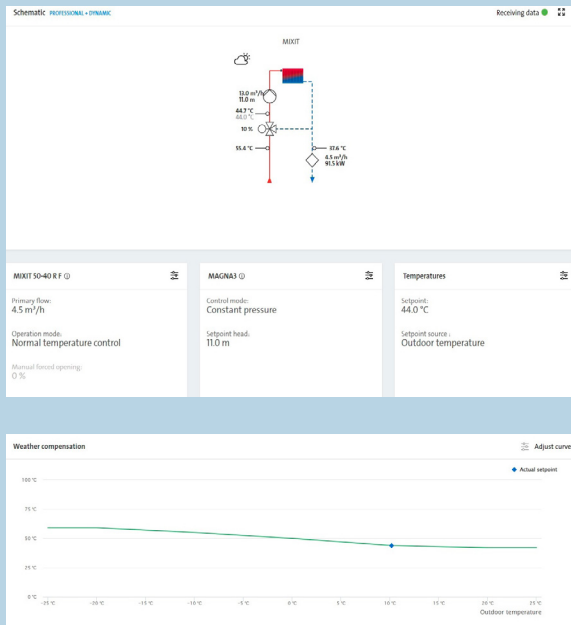 Schematic PROFESSIONAL + DYNAMIC
Receiving data
MIXIT
13.0 m³/h
11.0 m
44.7 °C
44.0 °C
10 %
55.4 °C
37.6 °C
4.5 m³/h
91.5 kW
MIXIT 50-40 R F
Primary flow:
4.5 m³/h
Operation mode:
Normal temperature control
Manual forced opening:
0 %
MAGNA3
Control mode:
Constant pressure
Setpoint head:
11.0 m
Temperatures
Setpoint:
44.0 °C
Setpoint source :
Outdoor temperature
Weather compensation
Adjust curve
Actual setpoint
100 °C
75 °C
50 °C
25 °C
0 °C
-25 °C -20 °C -15 °C -10 °C -5 °C 0 °C 5 °C 10 °C 15 °C 20 °C 25 °C
Outdoor temperature